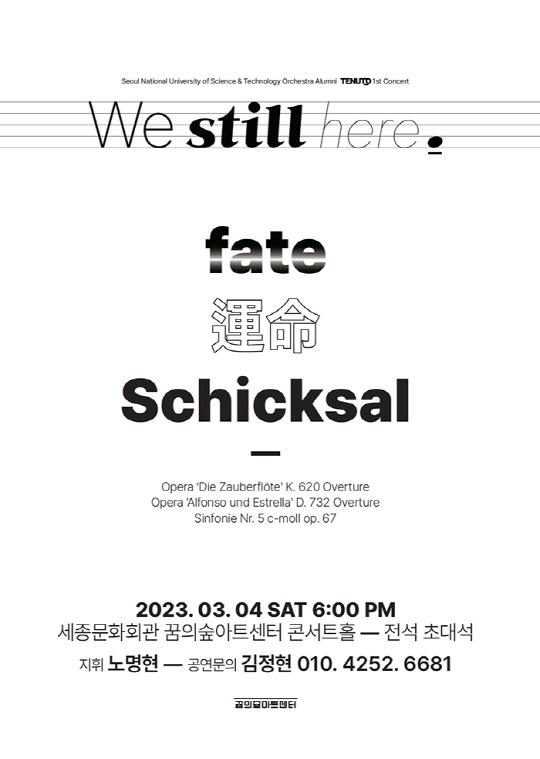 Seoul National University of Science & Technology Orchestra Alumni TENUTO 1st Concert
We still here.
fate
運命
Schicksal
Opera 'Die Zauberflöte' K. 620 Overture
Opera 'Alfonso und Estrella' D. 732 Overture
Sinfonie Nr. 5 c-moll op. 67
2023. 03. 04 SAT 6:00 PM
세종문화회관 꿈의숲아트센터 콘서트홀 — 전석 초대석
지휘 노명현 — 공연문의 김정현 010. 4252. 6681
꿈의숲아트센터